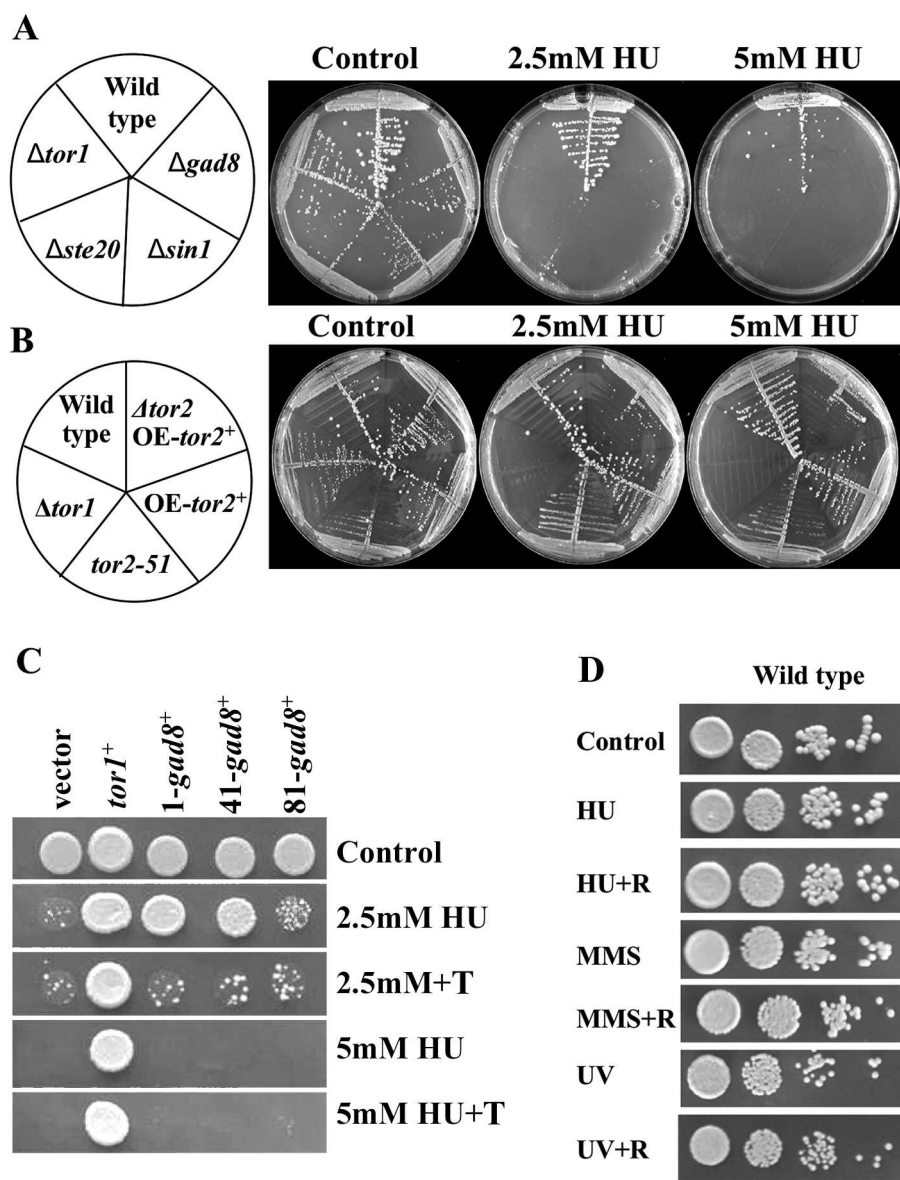 A
Control 2.5mM HU 5mM HU
Wild
type
Δtor1 Δgad8
Δste20 Δsin1
B
Control 2.5mM HU 5mM HU
Wild
type
Δtor2
OE-tor2⁺
Δtor1 OE-tor2⁺
tor2-51
C
vector tor1⁺ 1-gad8⁺ 41-gad8⁺ 81-gad8⁺
Control
2.5mM HU
2.5mM+T
5mM HU
5mM HU+T
D
Wild type
Control
HU
HU+R
MMS
MMS+R
UV
UV+R